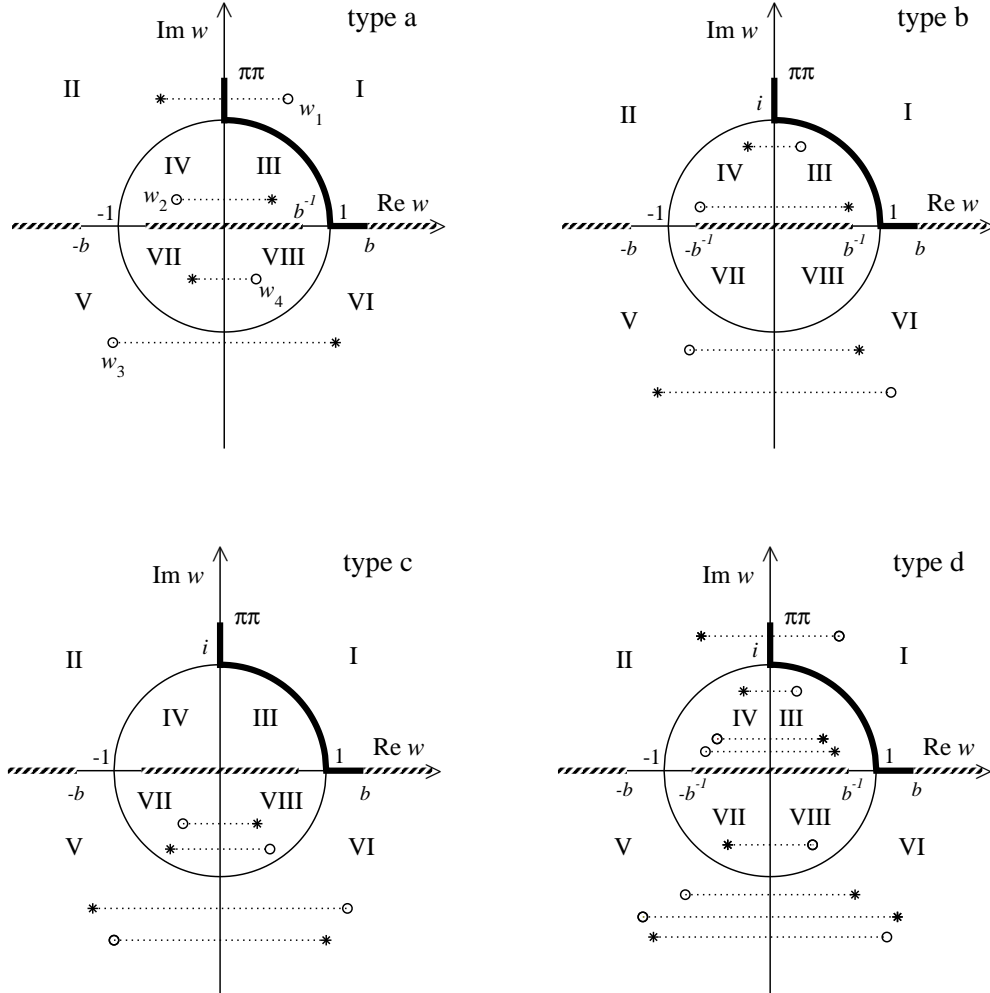 type a
Im w
ππ
II
I
w1
IV
III
w2
b-1
-1
1
Re w
-b
b
VII
VIII
w4
V
VI
w3
type b
Im w
ππ
i
II
I
IV
III
-1
1
Re w
-b
-b-1
b-1
b
VII
VIII
V
VI
type c
Im w
ππ
i
II
I
IV
III
-1
1
Re w
-b
b
VII
VIII
V
VI
type d
Im w
ππ
i
II
I
IV
III
-1
1
Re w
-b
-b-1
b-1
b
VII
VIII
V
VI